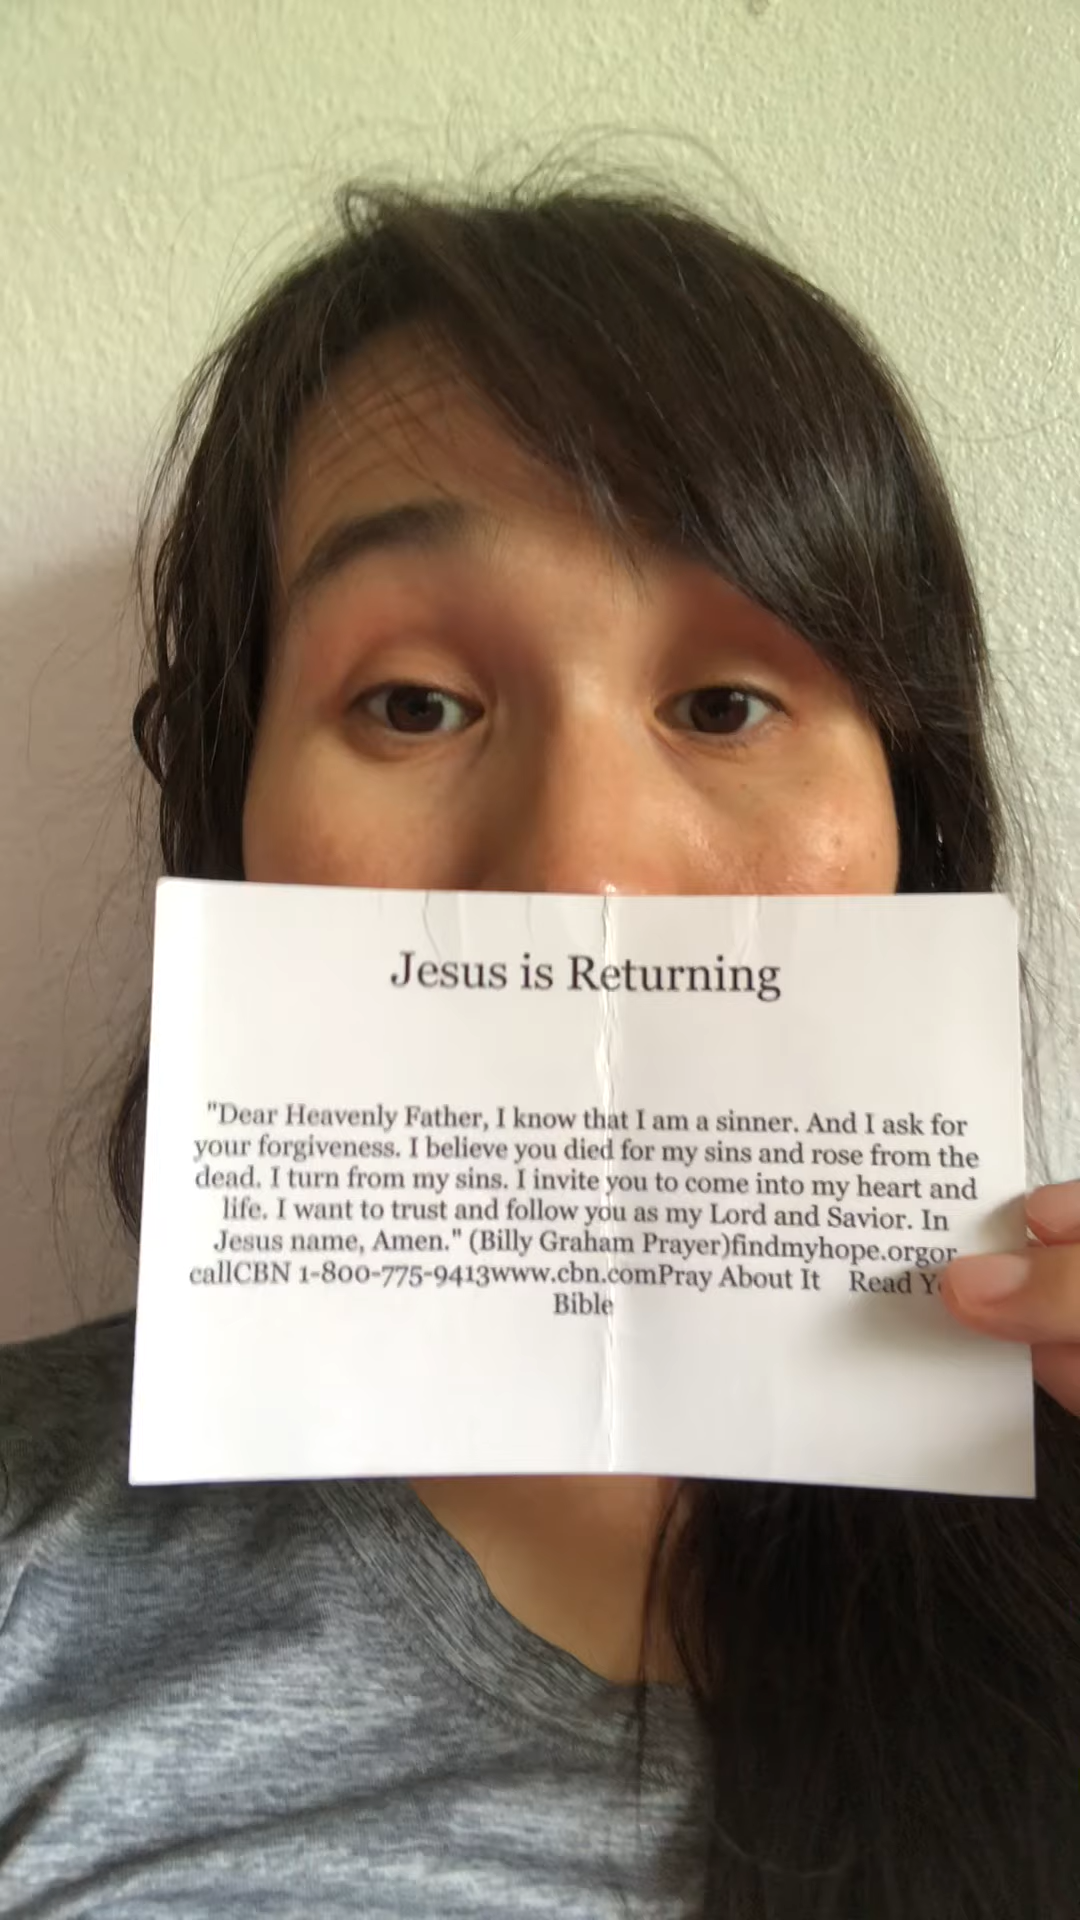 Jesus is Returning
"Dear Heavenly Father, I know that I am a sinner. And I ask for
your forgiveness. I believe you died for my sins and rose from the
dead. I turn from my sins. I invite you to come into my heart and
life. I want to trust and follow you as my Lord and Savior. In
Jesus name, Amen." (Billy Graham Prayer)findmyhope.orgor
callCBN 1-800-775-9413www.cbn.comPray About It Read
Bible